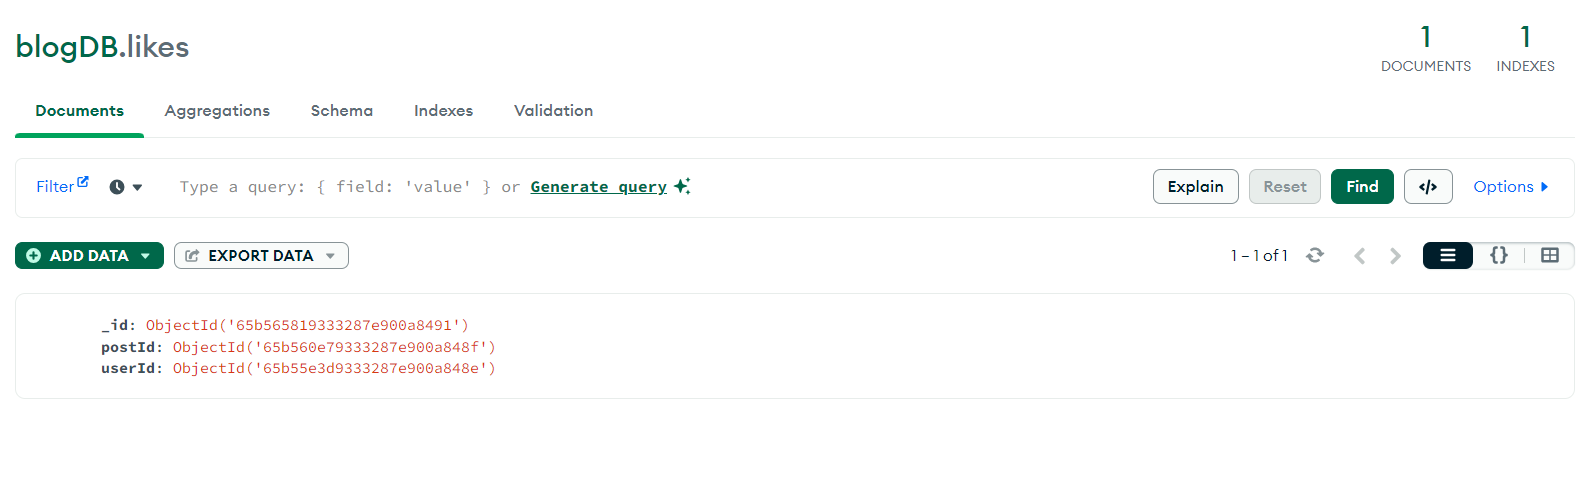 blogDB.likes
1 DOCUMENTS
1 INDEXES
Documents Aggregations Schema Indexes Validation
Filter Type a query: { field: 'value' } or Generate query Explain Reset Find </> Options
ADD DATA EXPORT DATA 1 – 1 of 1 {}
_id: ObjectId('65b565819333287e900a8491')
postId: ObjectId('65b560e79333287e900a848f')
userId: ObjectId('65b55e3d9333287e900a848e')